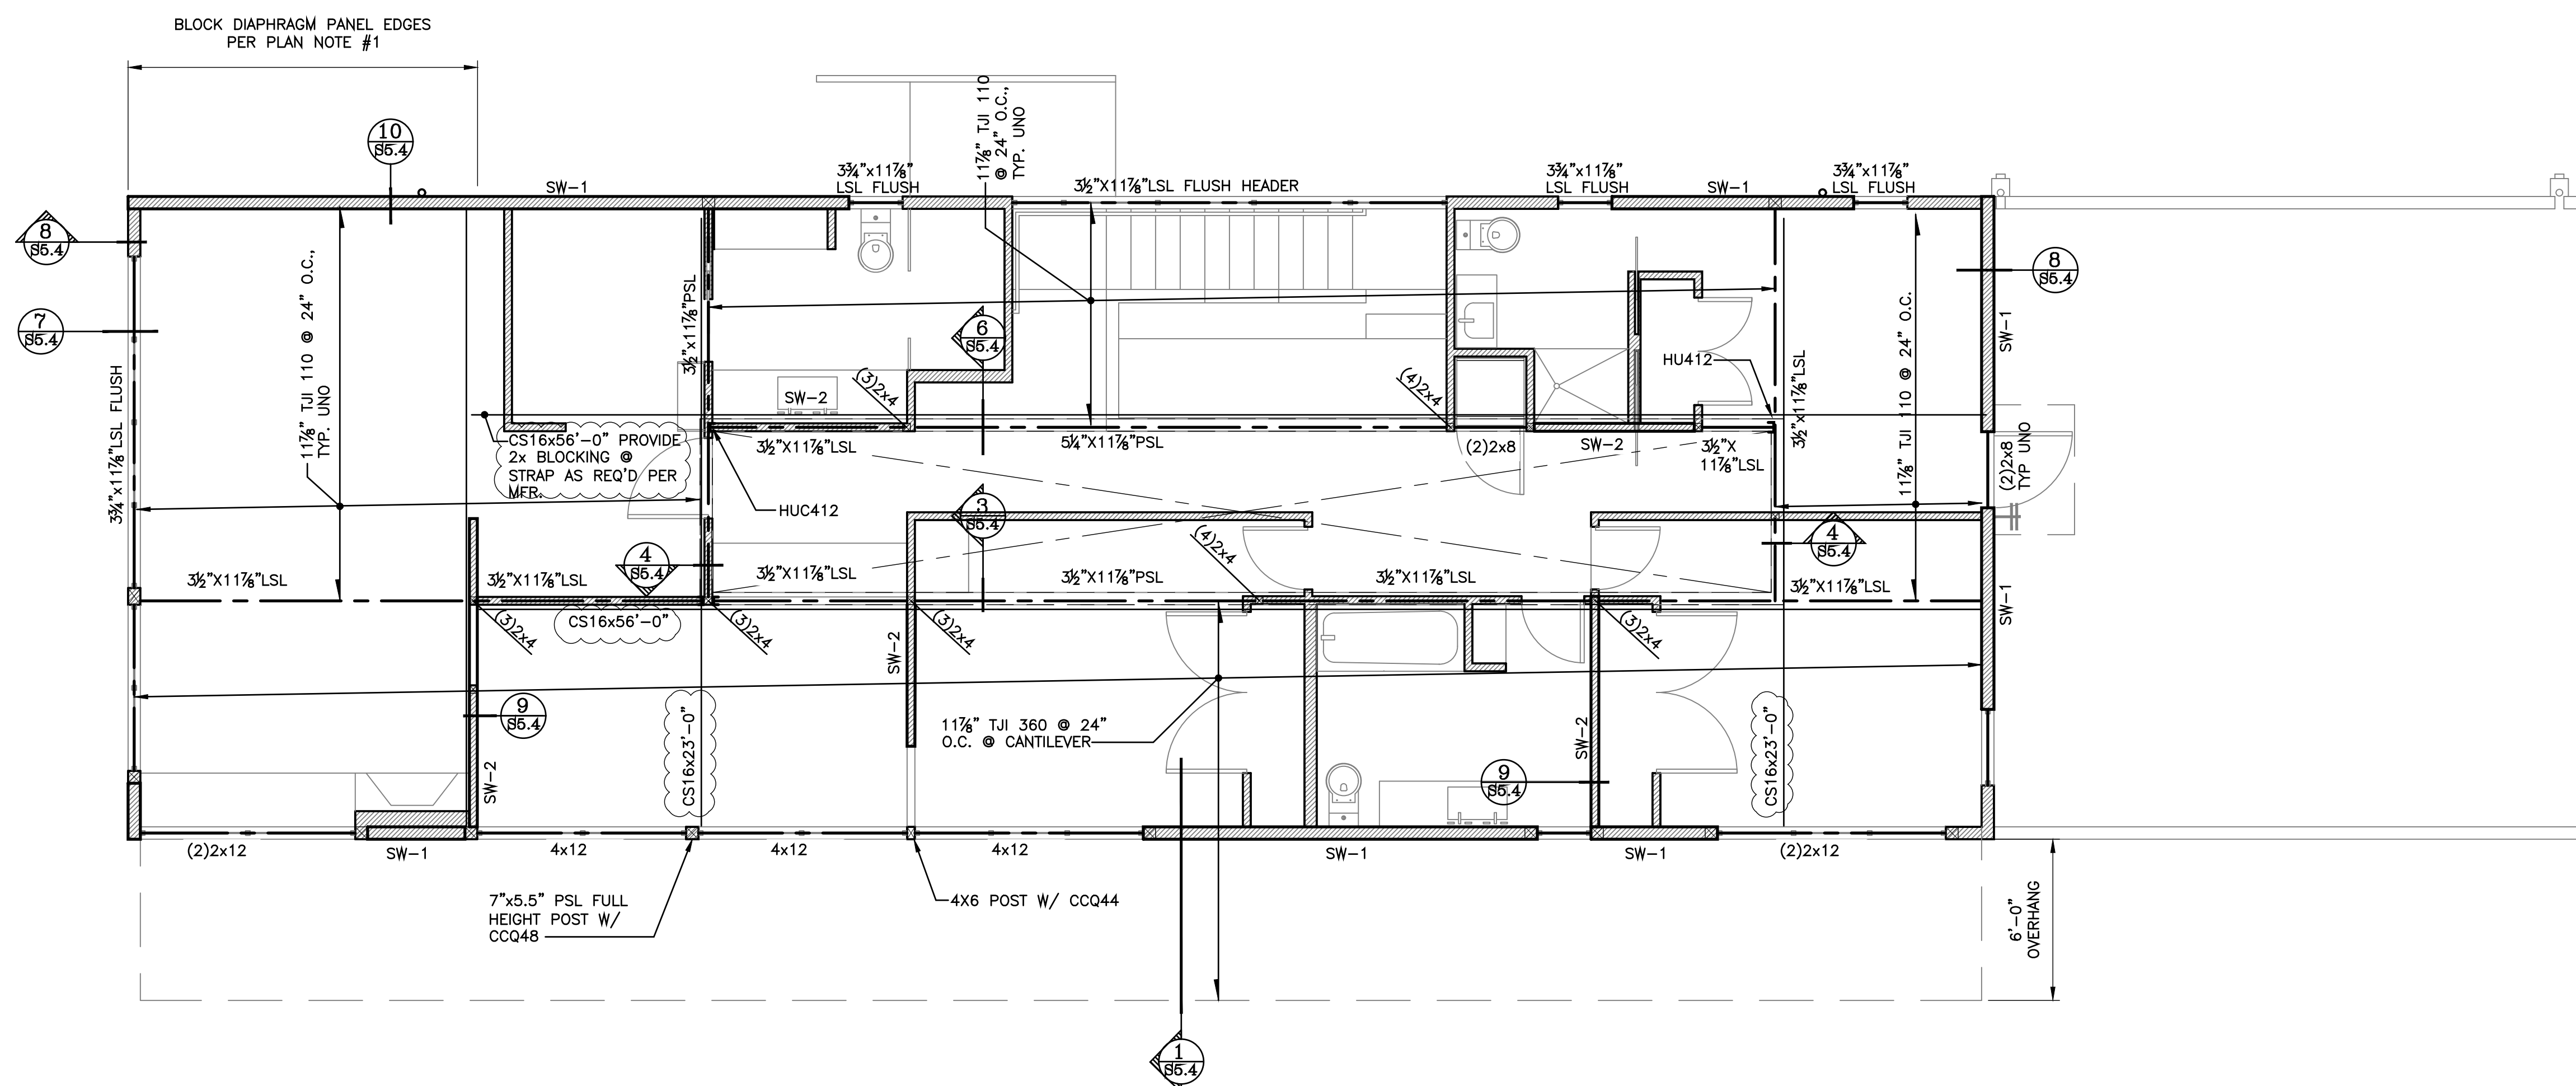 BLOCK DIAPHRAGM PANEL EDGES
PER PLAN NOTE #1
10
S5.4
8
S5.4
7
S5.4
SW-1
3¾"x11⅞"
LSL FLUSH
11⅞" TJI 110
@ 24" O.C.,
TYP. UNO
3½"X11⅞"LSL FLUSH HEADER
3¾"x11⅞"
LSL FLUSH
SW-1
3¾"x11⅞"
LSL FLUSH
8
S5.4
SW-1
11⅞" TJI 110 @ 24" O.C.,
TYP. UNO
3¾"x11⅞"LSL FLUSH
3½"x11⅞"PSL
6
S5.4
SW-2
(3)2x4
(4)2x4
HU412
3½"x11⅞"LSL
11⅞" TJI 110 @ 24" O.C.
CS16x56'-0" PROVIDE
2x BLOCKING @
STRAP AS REQ'D PER
MFR.
3½"X11⅞"LSL
5¼"X11⅞"PSL
(2)2x8
SW-2
3½"X
11⅞"LSL
(2)2x8
TYP UNO
HUC412
3
S5.4
4
S5.4
(4)2x4
4
S5.4
3½"X11⅞"LSL
3½"X11⅞"LSL
3½"X11⅞"LSL
3½"X11⅞"PSL
3½"X11⅞"LSL
3½"X11⅞"LSL
SW-1
CS16x56'-0"
(3)2x4
(3)2x4
SW-2
(3)2x4
(3)2x4
9
S5.4
SW-2
CS16x23'-0"
11⅞" TJI 360 @ 24"
O.C. @ CANTILEVER
SW-2
9
S5.4
CS16x23'-0"
(2)2x12
SW-1
4x12
4x12
4x12
SW-1
SW-1
(2)2x12
7"x5.5" PSL FULL
HEIGHT POST W/
CCQ48
4X6 POST W/ CCQ44
6'-0"
OVERHANG
1
S5.4